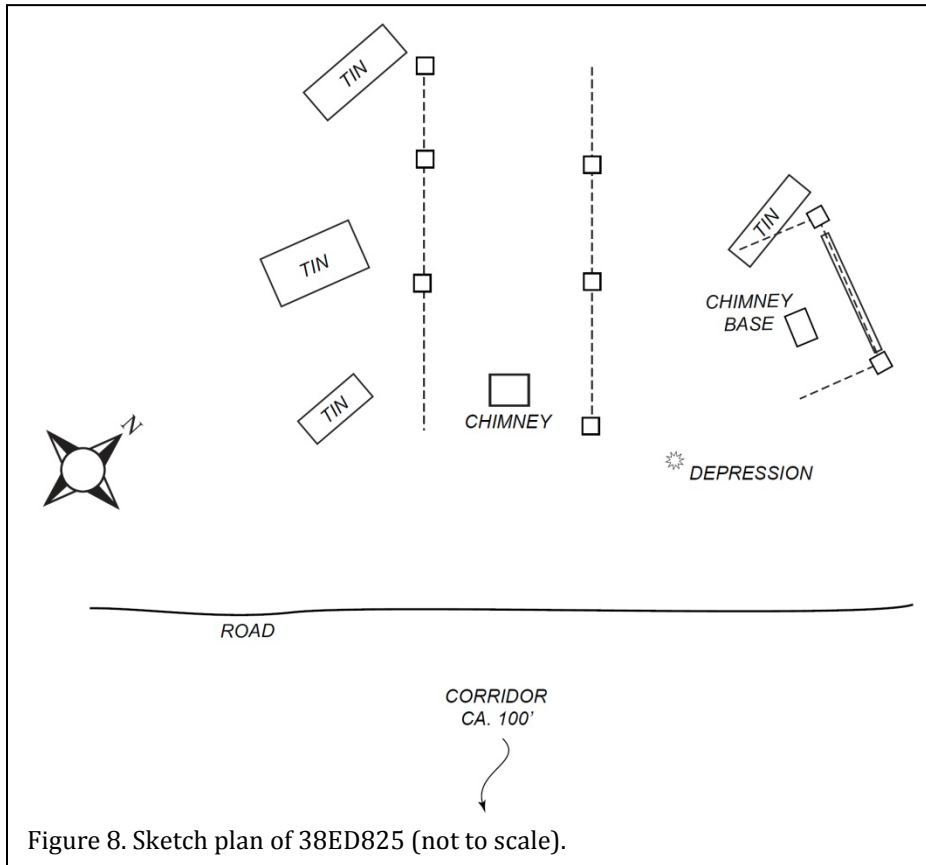 TIN
TIN
CHIMNEY
BASE
TIN
TIN
CHIMNEY
N
DEPRESSION
ROAD
CORRIDOR
CA. 100’
Figure 8. Sketch plan of 38ED825 (not to scale).